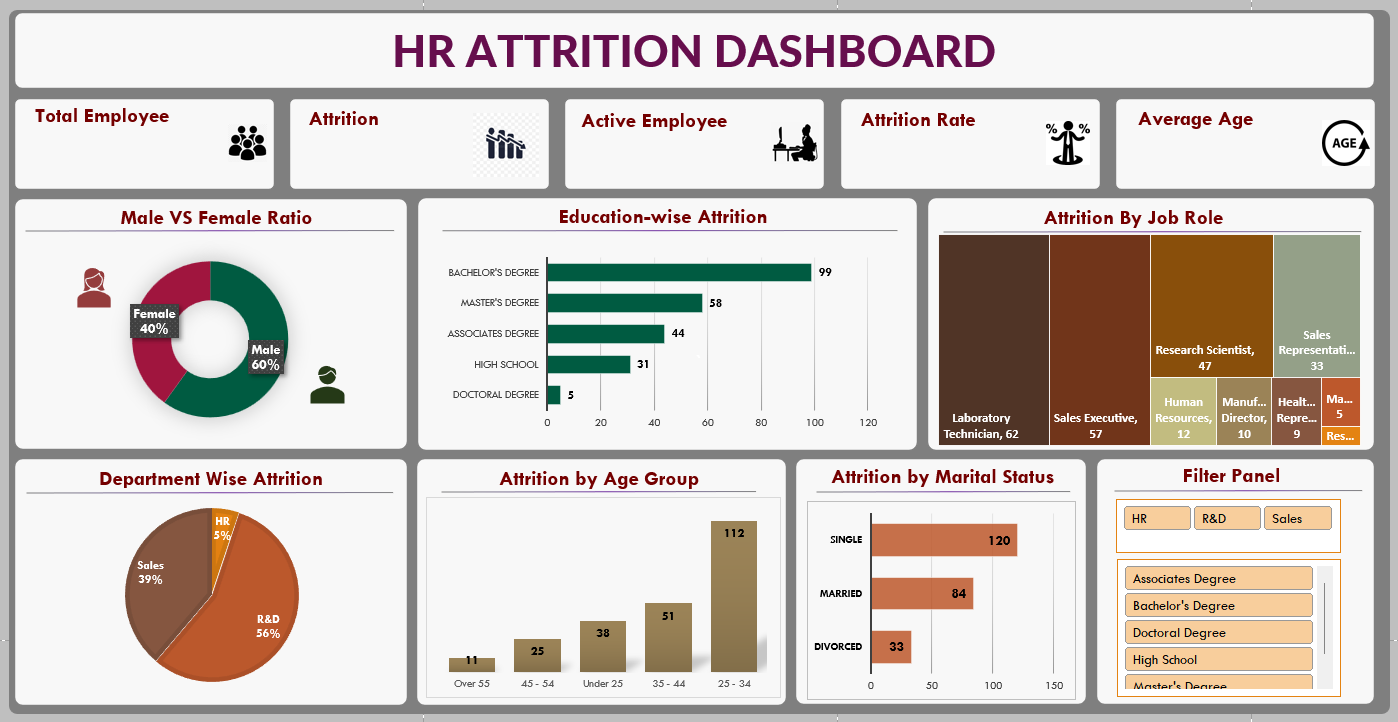 HR ATTRITION DASHBOARD
Total Employee
Attrition
Active Employee
Attrition Rate
% %
Average Age
AGE
Male VS Female Ratio
Female
40%
Male
60%
Education-wise Attrition
BACHELOR'S DEGREE 99
MASTER'S DEGREE 58
ASSOCIATES DEGREE 44
HIGH SCHOOL 31
DOCTORAL DEGREE 5
0 20 40 60 80 100 120
Attrition By Job Role
Laboratory
Technician, 62
Sales Executive,
57
Research Scientist,
47
Sales
Representati...
33
Human
Resources,
12
Manuf...
Director,
10
Healt...
Repre...
9
Ma...
5
Res...
Department Wise Attrition
HR
5%
Sales
39%
R&D
56%
Attrition by Age Group
11 25 38 51 112
Over 55 45 - 54 Under 25 35 - 44 25 - 34
Attrition by Marital Status
SINGLE 120
MARRIED 84
DIVORCED 33
0 50 100 150
Filter Panel
HR R&D Sales
Associates Degree
Bachelor's Degree
Doctoral Degree
High School
Master's Degree